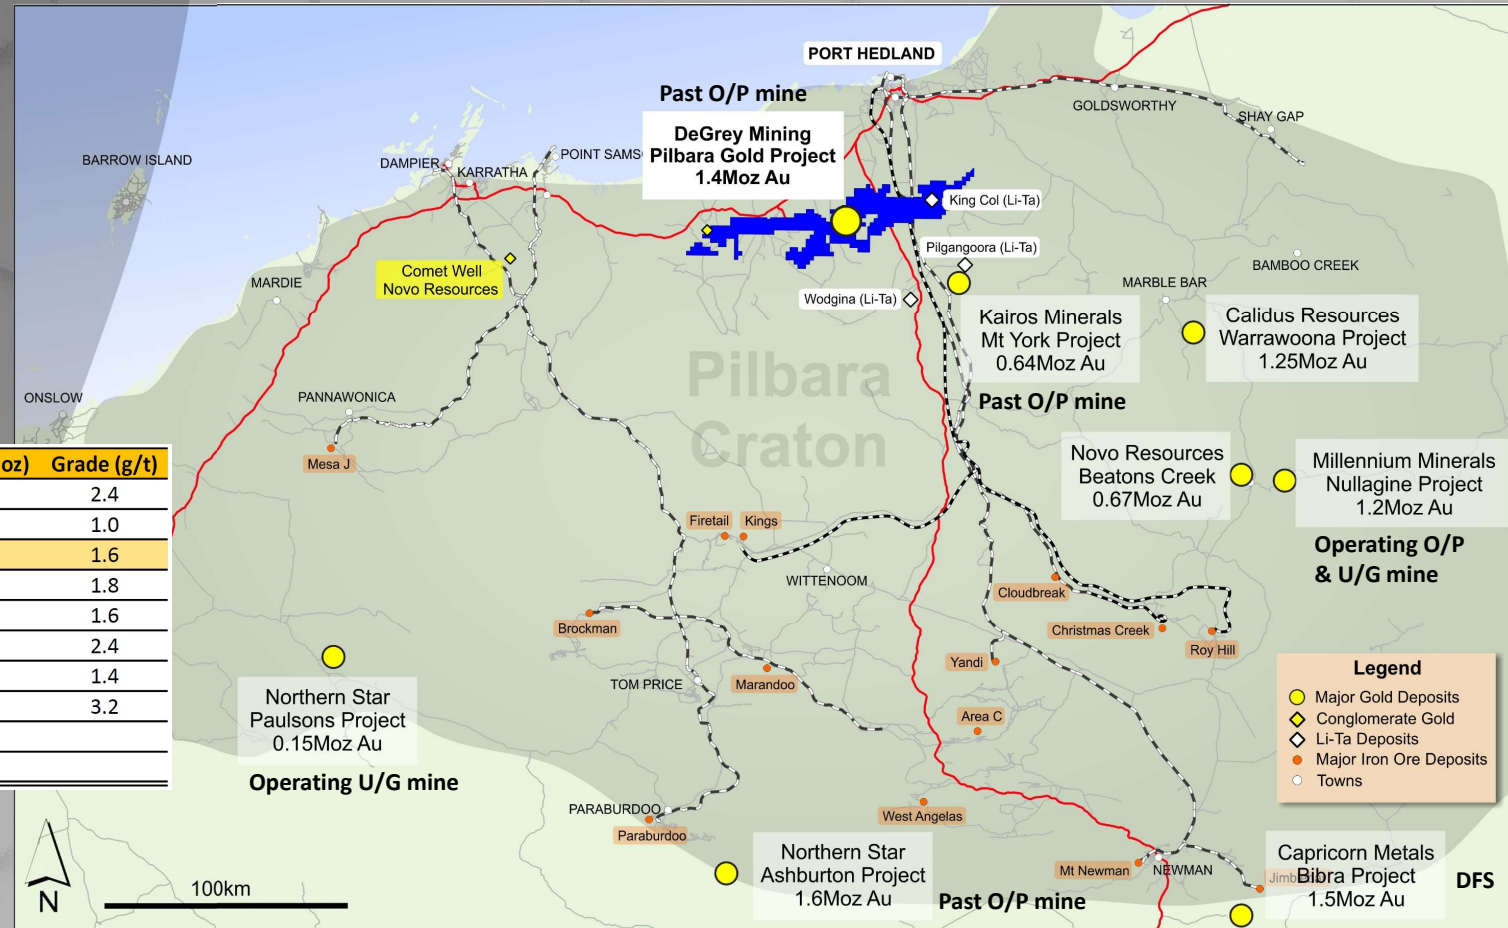 PORT HEDLAND
Past O/P mine
DeGrey Mining
Pilbara Gold Project
1.4Moz Au
GOLDSWORTHY
SHAY GAP
BARROW ISLAND
DAMPIER
KARRATHA
POINT SAMS
King Col (Li-Ta)
Pilgangoora (Li-Ta)
Wodgina (Li-Ta)
Comet Well
Novo Resources
MARDIE
BAMBOO CREEK
MARBLE BAR
Kairos Minerals
Mt York Project
0.64Moz Au
Past O/P mine
Calidus Resources
Warrawoona Project
1.25Moz Au
Pilbara
Craton
ONSLOW
PANNAWONICA
Mesa J
Novo Resources
Beatons Creek
0.67Moz Au
Millennium Minerals
Nullagine Project
1.2Moz Au
Operating O/P
& U/G mine
oz) Grade (g/t)
2.4
1.0
1.6
1.8
1.6
2.4
1.4
3.2
Firetail
Kings
WITTENOOM
Cloudbreak
Christmas Creek
Roy Hill
Brockman
Yandi
TOM PRICE
Marandoo
Area C
Northern Star
Paulsons Project
0.15Moz Au
Operating U/G mine
Legend
Major Gold Deposits
Conglomerate Gold
Li-Ta Deposits
Major Iron Ore Deposits
Towns
PARABURDOO
Paraburdoo
West Angelas
Northern Star
Ashburton Project
1.6Moz Au
Past O/P mine
Mt Newman
NEWMAN
Capricorn Metals
Bibra Project
1.5Moz Au
DFS
N
100km